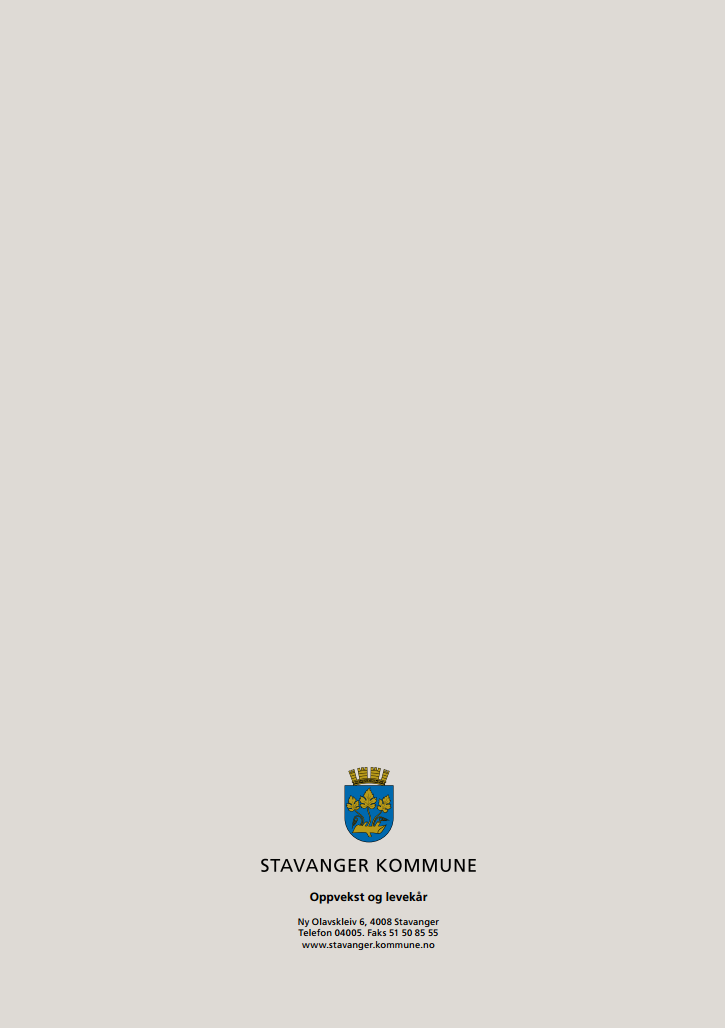 STAVANGER KOMMUNE
Oppvekst og levekår
Ny Olavskleiv 6, 4008 Stavanger
Telefon 04005. Faks 51 50 85 55
www.stavanger.kommune.no